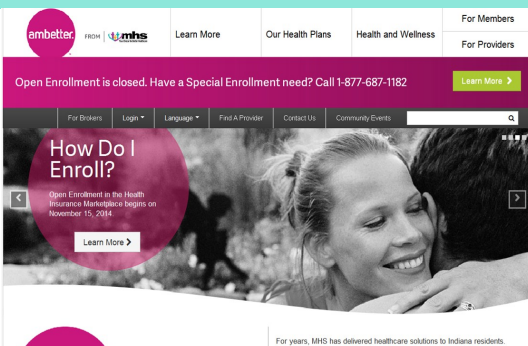 ambetter.
FROM
mhs
Learn More
Our Health Plans
Health and Wellness
For Members
For Providers
Open Enrollment is closed. Have a Special Enrollment need? Call 1-877-687-1182
Learn More
For Brokers
Login
Language
Find A Provider
Contact Us
Community Events
How Do I
Enroll?
Open Enrollment in the Health
Insurance Marketplace begins on
November 15, 2014.
Learn More
For years, MHS has delivered healthcare solutions to Indiana residents.